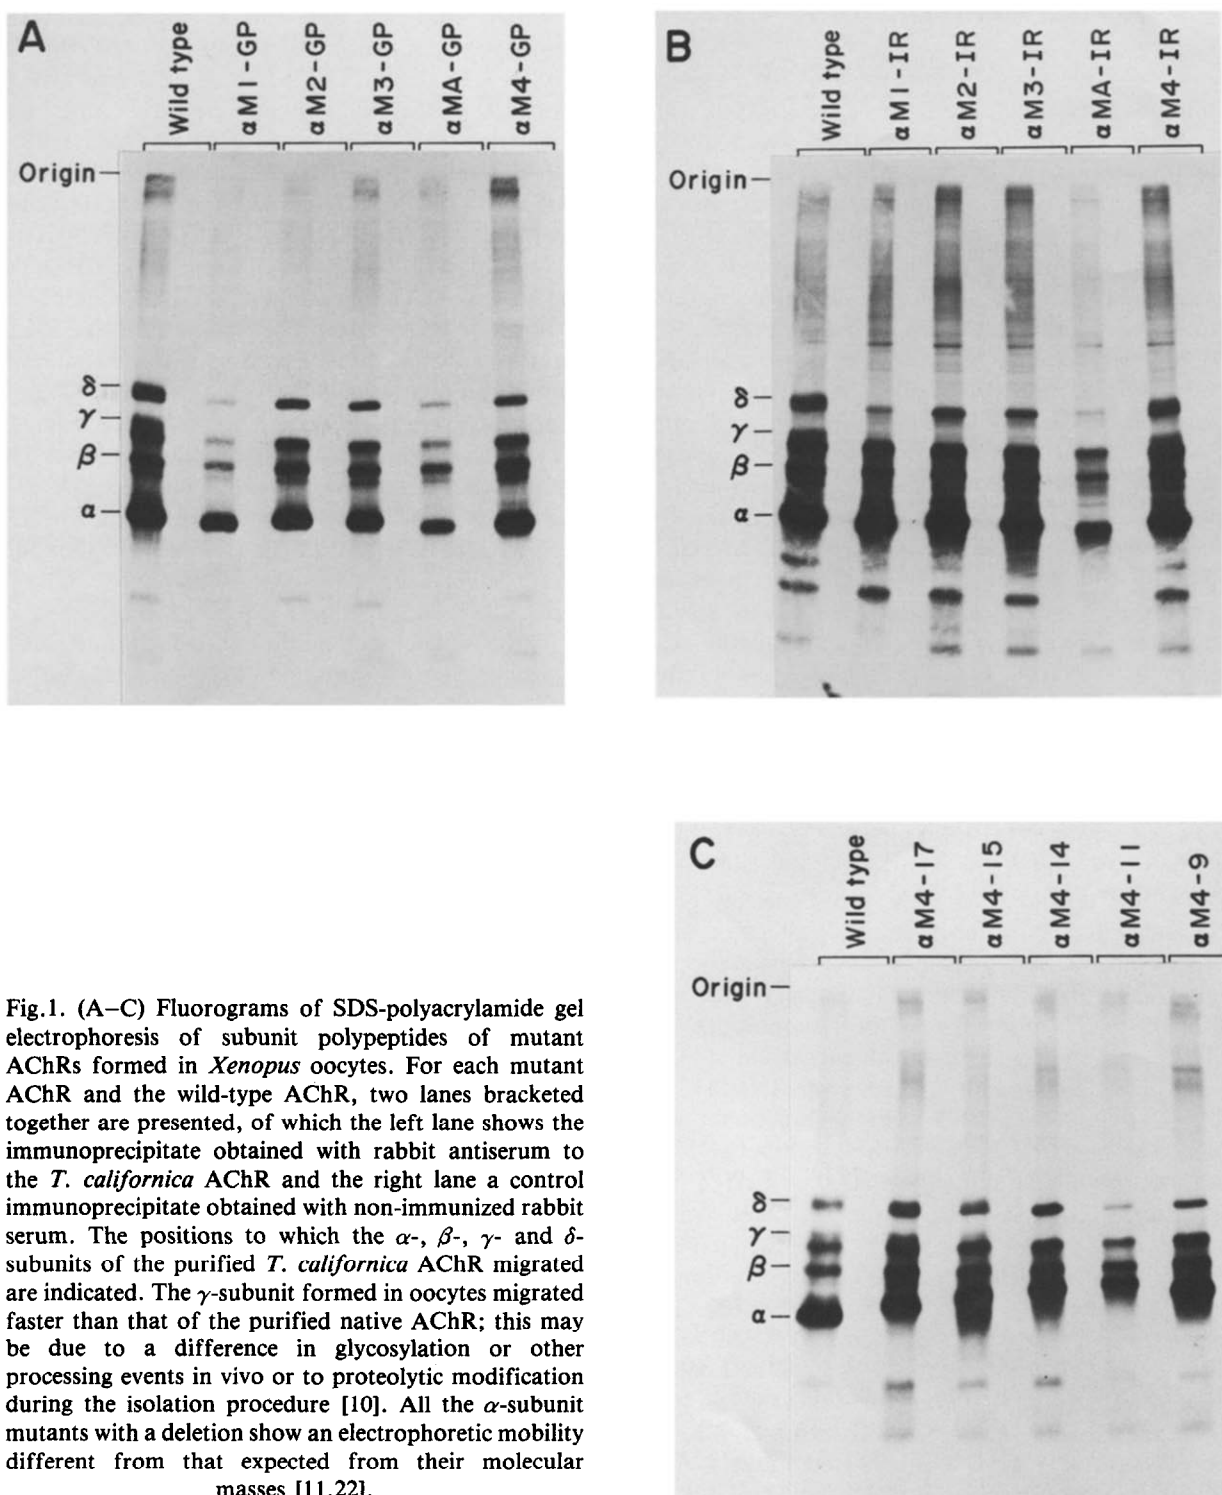 A
Wild type
αM1-GP
αM2-GP
αM3-GP
αMA-GP
αM4-GP
Origin
δ
γ
β
α
B
Wild type
αM1-IR
αM2-IR
αM3-IR
αMA-IR
αM4-IR
Origin
δ
γ
β
α
C
Wild type
αM4-17
αM4-15
αM4-14
αM4-11
αM4-9
Origin
δ
γ
β
α
Fig.1. (A–C) Fluorograms of SDS-polyacrylamide gel
electrophoresis of subunit polypeptides of mutant
AChRs formed in Xenopus oocytes. For each mutant
AChR and the wild-type AChR, two lanes bracketed
together are presented, of which the left lane shows the
immunoprecipitate obtained with rabbit antiserum to
the T. californica AChR and the right lane a control
immunoprecipitate obtained with non-immunized rabbit
serum. The positions to which the α-, β-, γ- and δ-
subunits of the purified T. californica AChR migrated
are indicated. The γ-subunit formed in oocytes migrated
faster than that of the purified native AChR; this may
be due to a difference in glycosylation or other
processing events in vivo or to proteolytic modification
during the isolation procedure [10]. All the α-subunit
mutants with a deletion show an electrophoretic mobility
different from that expected from their molecular
masses [11,22].